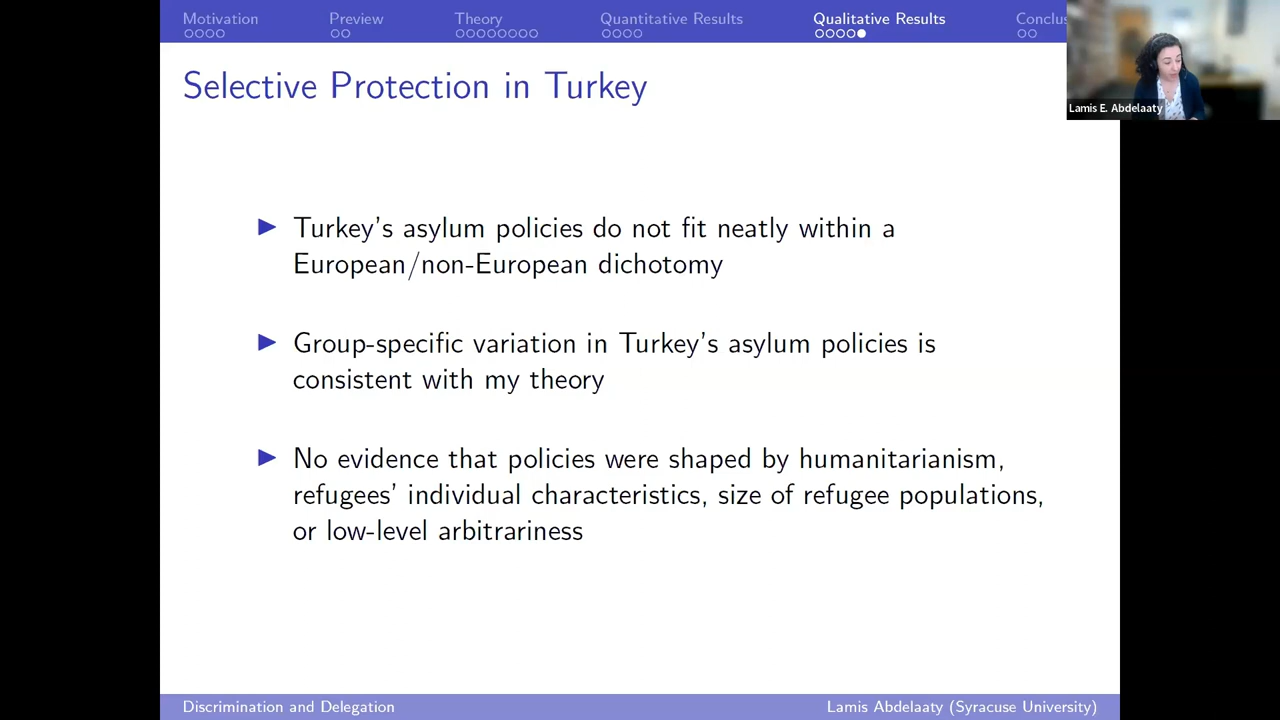 Motivation Preview Theory Quantitative Results Qualitative Results Conclus
Selective Protection in Turkey
Lamis E. Abdelaaty
Turkey's asylum policies do not fit neatly within a
European/non-European dichotomy
Group-specific variation in Turkey's asylum policies is
consistent with my theory
No evidence that policies were shaped by humanitarianism,
refugees' individual characteristics, size of refugee populations,
or low-level arbitrariness
Discrimination and Delegation Lamis Abdelaaty (Syracuse University)